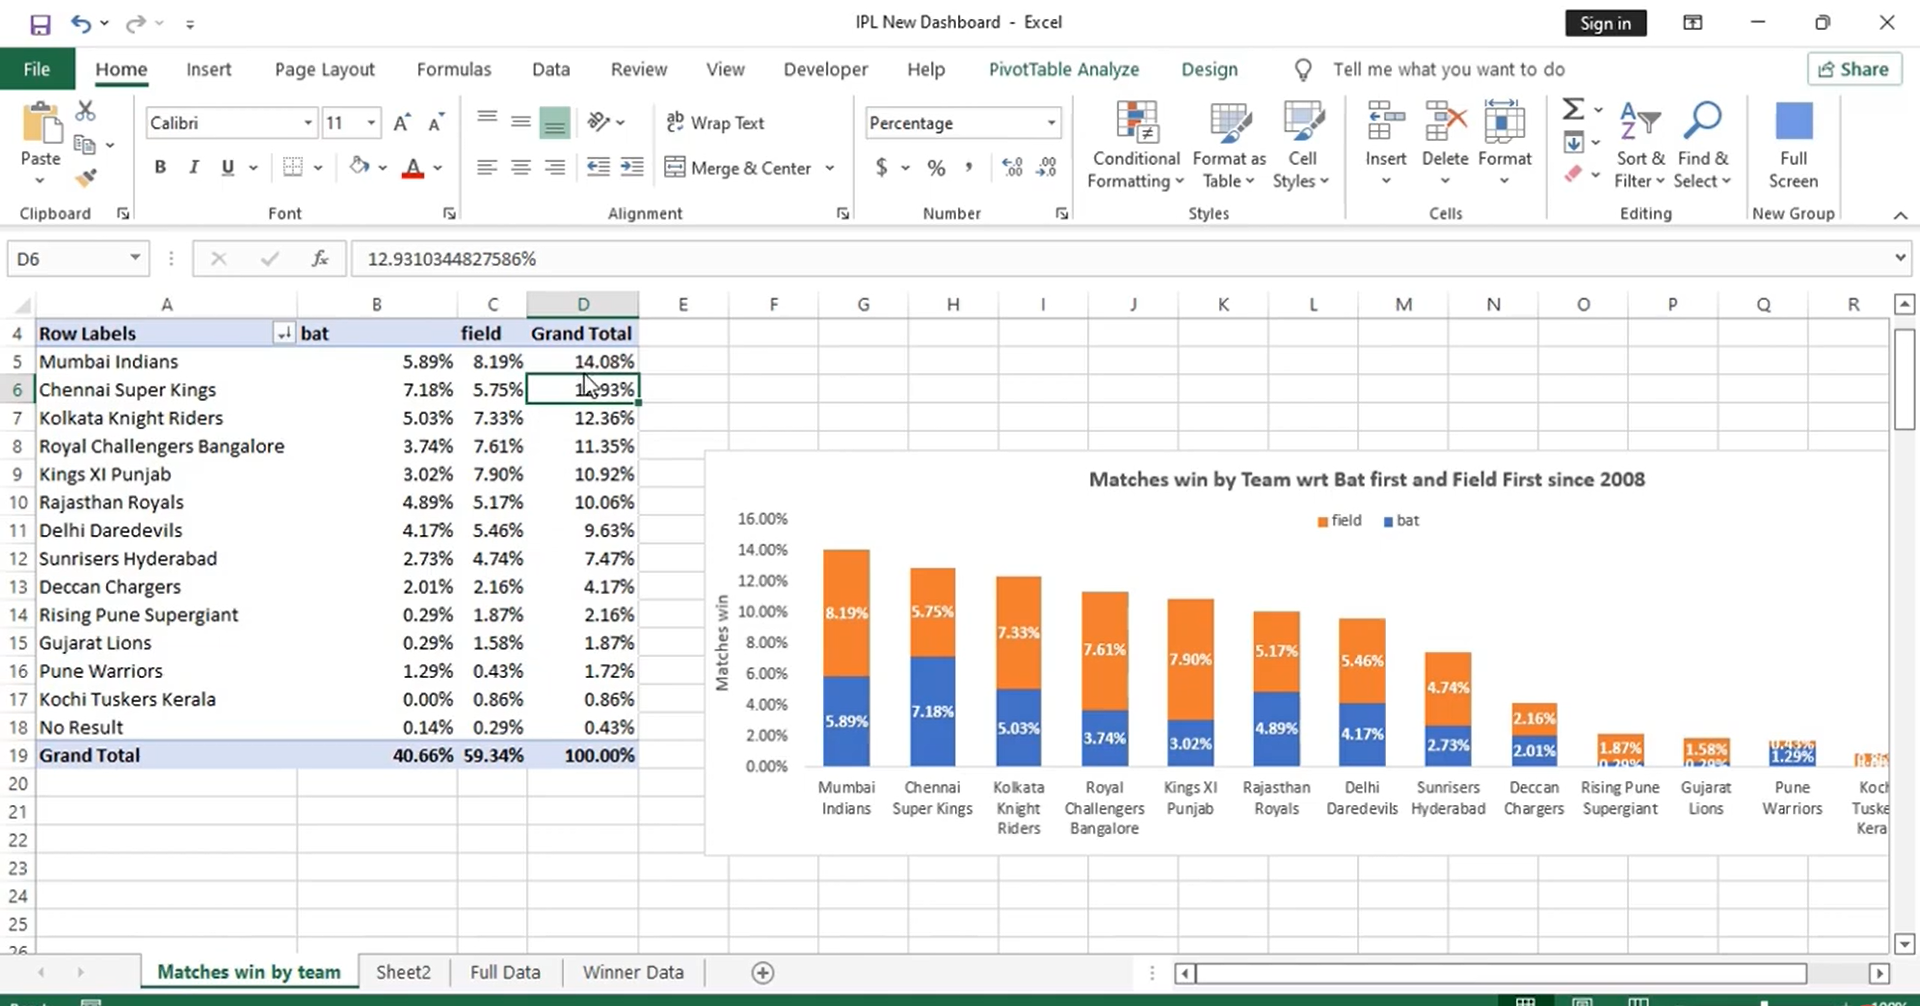 IPL New Dashboard - Excel
Sign in
File Home Insert Page Layout Formulas Data Review View Developer Help PivotTable Analyze Design Tell me what you want to do Share
Paste
Clipboard
Calibri 11
B I U
Font
Wrap Text
Merge & Center
Alignment
Percentage
$ % ,
Number
Conditional Formatting
Format as Table
Cell Styles
Styles
Insert Delete Format
Cells
Sort & Filter
Find & Select
Editing
Full Screen
New Group
D6 fx 12.9310344827586%
A B C D E F G H I J K L M N O P Q R
4 Row Labels bat field Grand Total
5 Mumbai Indians 5.89% 8.19% 14.08%
6 Chennai Super Kings 7.18% 5.75%
7 Kolkata Knight Riders 5.03% 7.33% 12.36%
8 Royal Challengers Bangalore 3.74% 7.61% 11.35%
9 Kings XI Punjab 3.02% 7.90% 10.92%
10 Rajasthan Royals 4.89% 5.17% 10.06%
11 Delhi Daredevils 4.17% 5.46% 9.63%
12 Sunrisers Hyderabad 2.73% 4.74% 7.47%
13 Deccan Chargers 2.01% 2.16% 4.17%
14 Rising Pune Supergiant 0.29% 1.87% 2.16%
15 Gujarat Lions 0.29% 1.58% 1.87%
16 Pune Warriors 1.29% 0.43% 1.72%
17 Kochi Tuskers Kerala 0.00% 0.86% 0.86%
18 No Result 0.14% 0.29% 0.43%
19 Grand Total 40.66% 59.34% 100.00%
20
21
22
23
24
25
Matches win by Team wrt Bat first and Field First since 2008
field bat
Matches win
16.00%
14.00%
12.00%
10.00%
8.00%
6.00%
4.00%
2.00%
0.00%
8.19% 5.75% 7.33% 7.61% 7.90% 5.17% 5.46% 4.74% 2.16% 1.87% 1.58%
5.89% 7.18% 5.03% 3.74% 3.02% 4.89% 4.17% 2.73% 2.01% 1.29%
Mumbai Indians
Chennai Super Kings
Kolkata Knight Riders
Royal Challengers Bangalore
Kings XI Punjab
Rajasthan Royals
Delhi Daredevils
Sunrisers Hyderabad
Deccan Chargers
Rising Pune Supergiant
Gujarat Lions
Pune Warriors
Matches win by team Sheet2 Full Data Winner Data